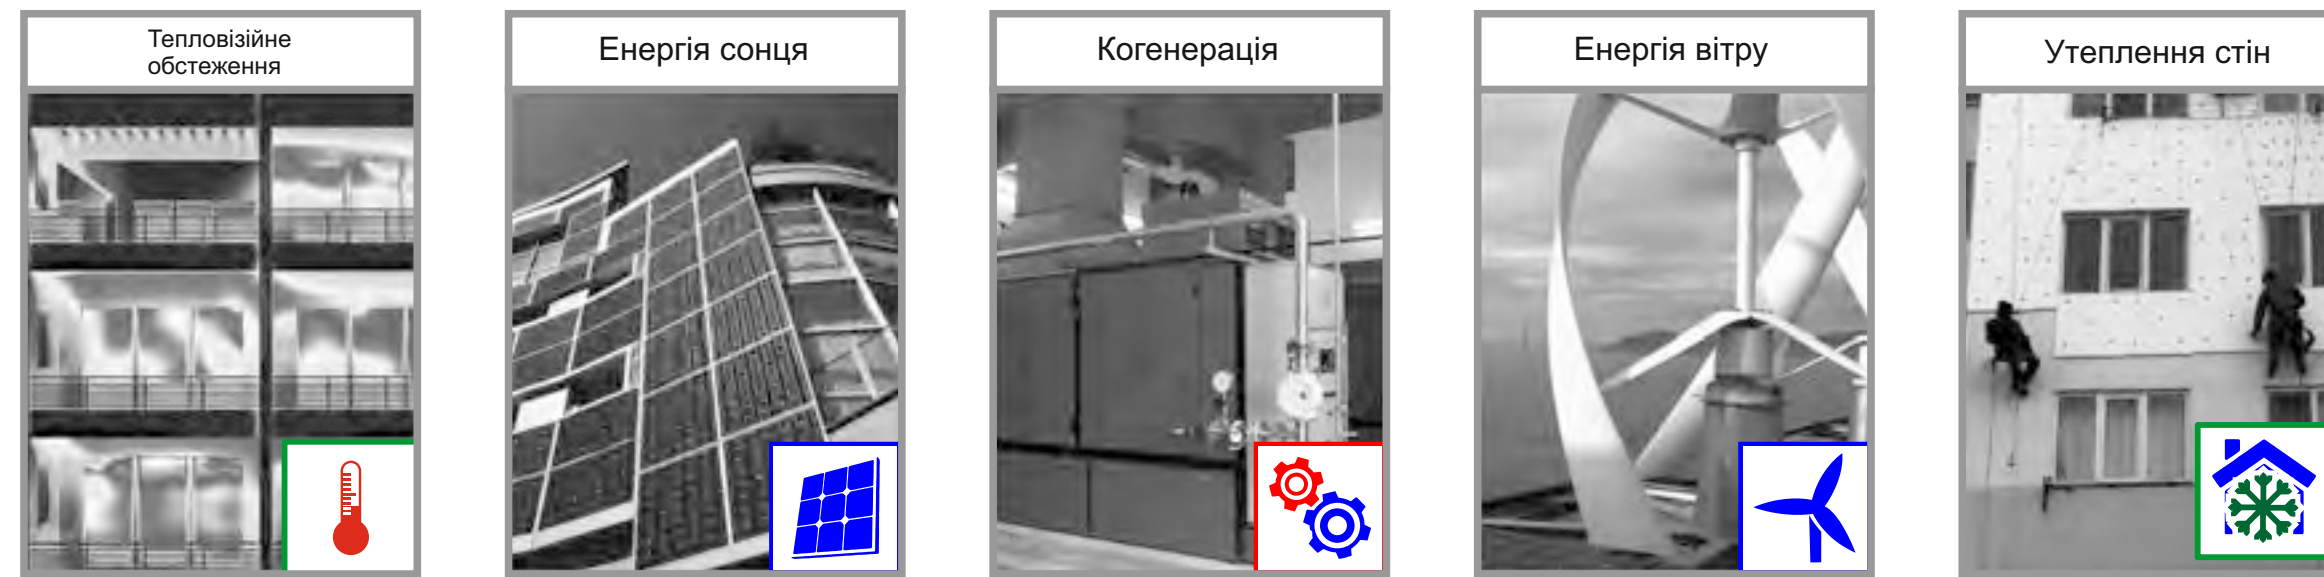 Тепловізійне
обстеження
Енергія сонця
Когенерація
Енергія вітру
Утеплення стін